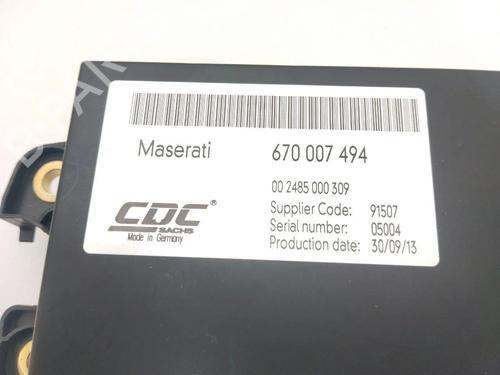 Maserati 670 007 494
00 2485 000 309
CDC®
SACHS
Made in Germany
Supplier Code: 91507
Serial number: 05004
Production date: 30/09/13